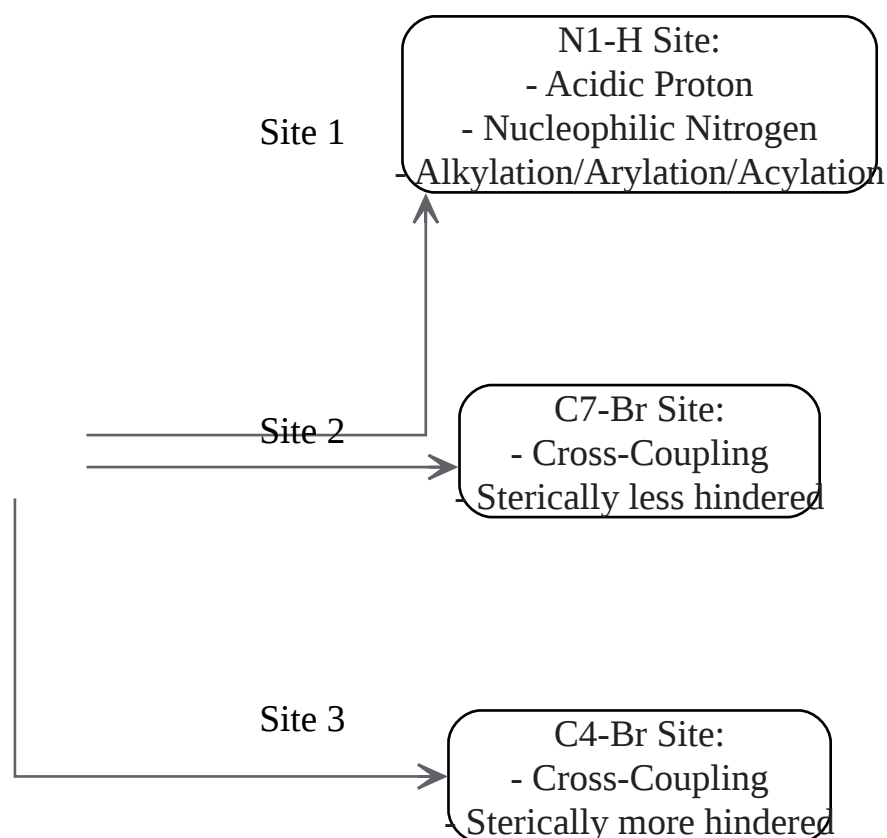 N1-H Site:
- Acidic Proton
- Nucleophilic Nitrogen
- Alkylation/Arylation/Acylation
Site 1
Site 2
C7-Br Site:
- Cross-Coupling
- Sterically less hindered
Site 3
C4-Br Site:
- Cross-Coupling
- Sterically more hindered